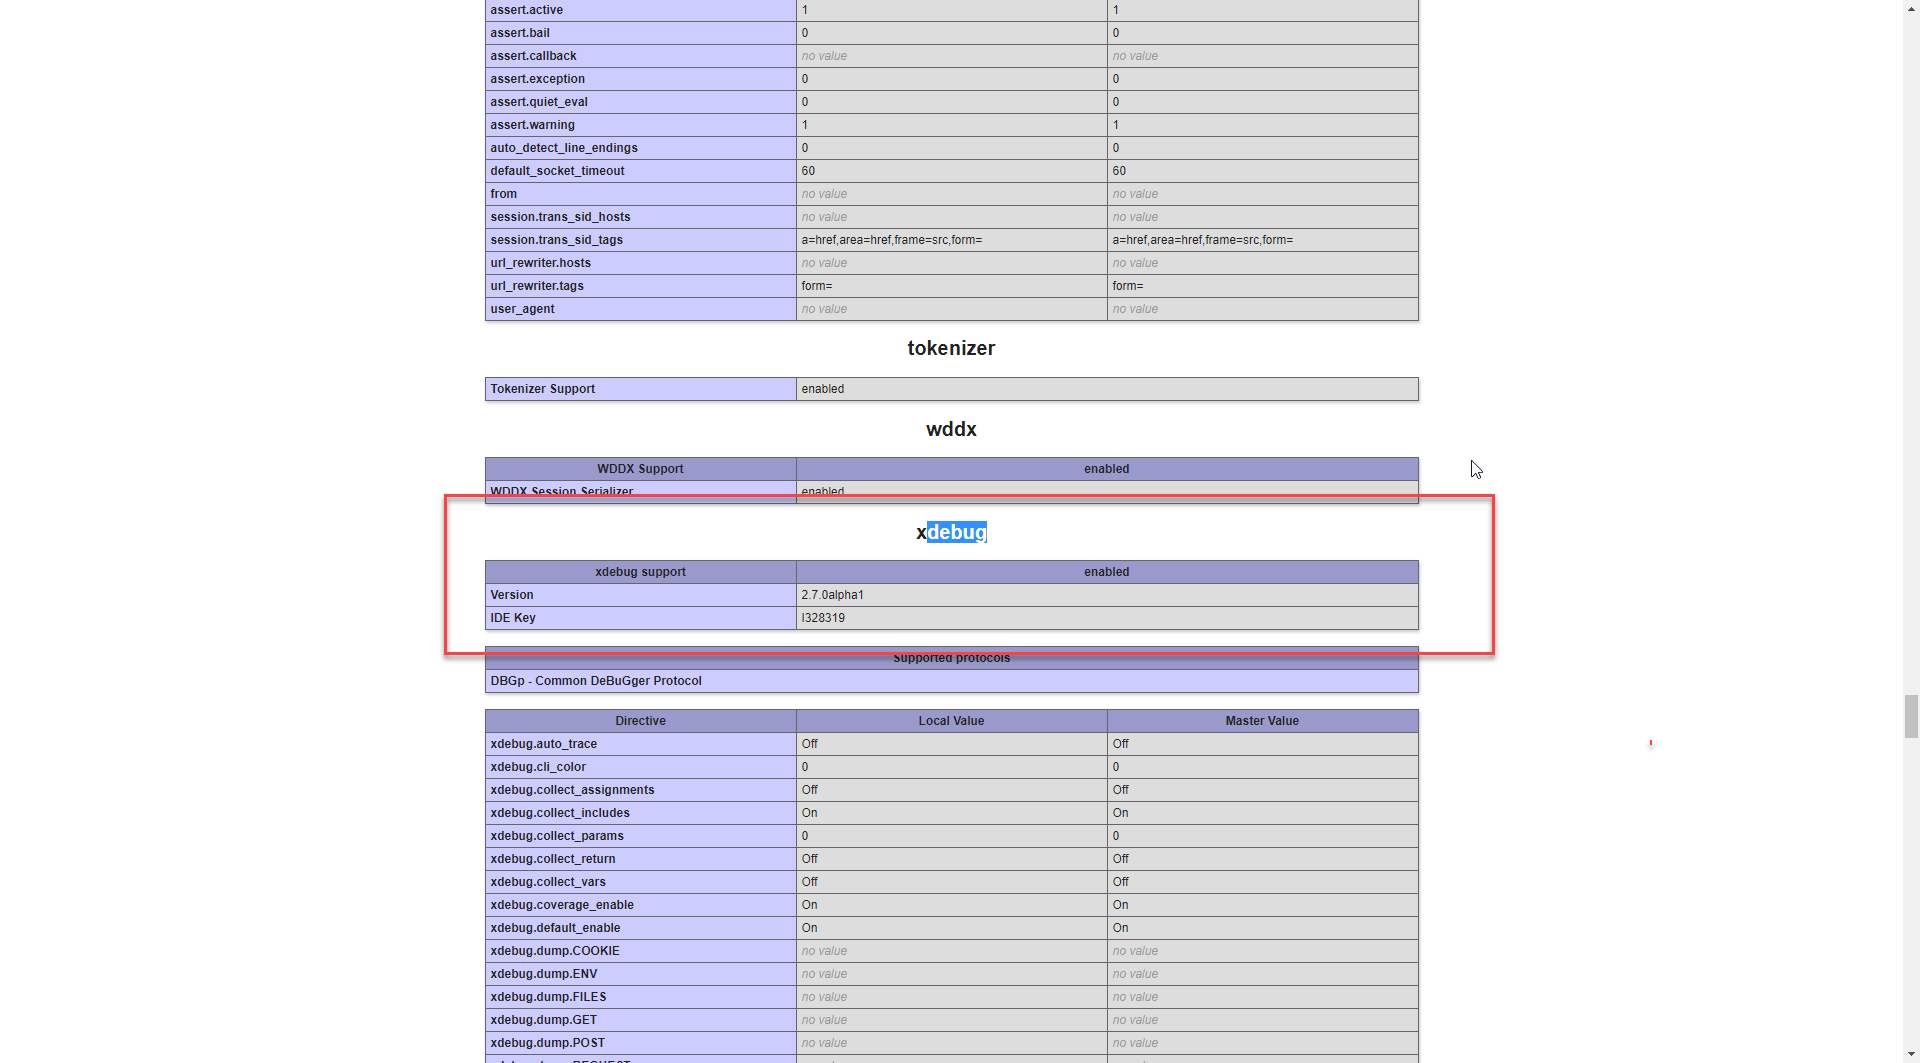 assert.active 1 1
assert.bail 0 0
assert.callback no value no value
assert.exception 0 0
assert.quiet_eval 0 0
assert.warning 1 1
auto_detect_line_endings 0 0
default_socket_timeout 60 60
from no value no value
session.trans_sid_hosts no value no value
session.trans_sid_tags a=href,area=href,frame=src,form= a=href,area=href,frame=src,form=
url_rewriter.hosts no value no value
url_rewriter.tags form= form=
user_agent no value no value
tokenizer
Tokenizer Support enabled
wddx
WDDX Support enabled
WDDX Session Serializer enabled
xdebug
xdebug support enabled
Version 2.7.0alpha1
IDE Key I328319
Supported protocols
DBGp - Common DeBuGger Protocol
Directive Local Value Master Value
xdebug.auto_trace Off Off
xdebug.cli_color 0 0
xdebug.collect_assignments Off Off
xdebug.collect_includes On On
xdebug.collect_params 0 0
xdebug.collect_return Off Off
xdebug.collect_vars Off Off
xdebug.coverage_enable On On
xdebug.default_enable On On
xdebug.dump.COOKIE no value no value
xdebug.dump.ENV no value no value
xdebug.dump.FILES no value no value
xdebug.dump.GET no value no value
xdebug.dump.POST no value no value